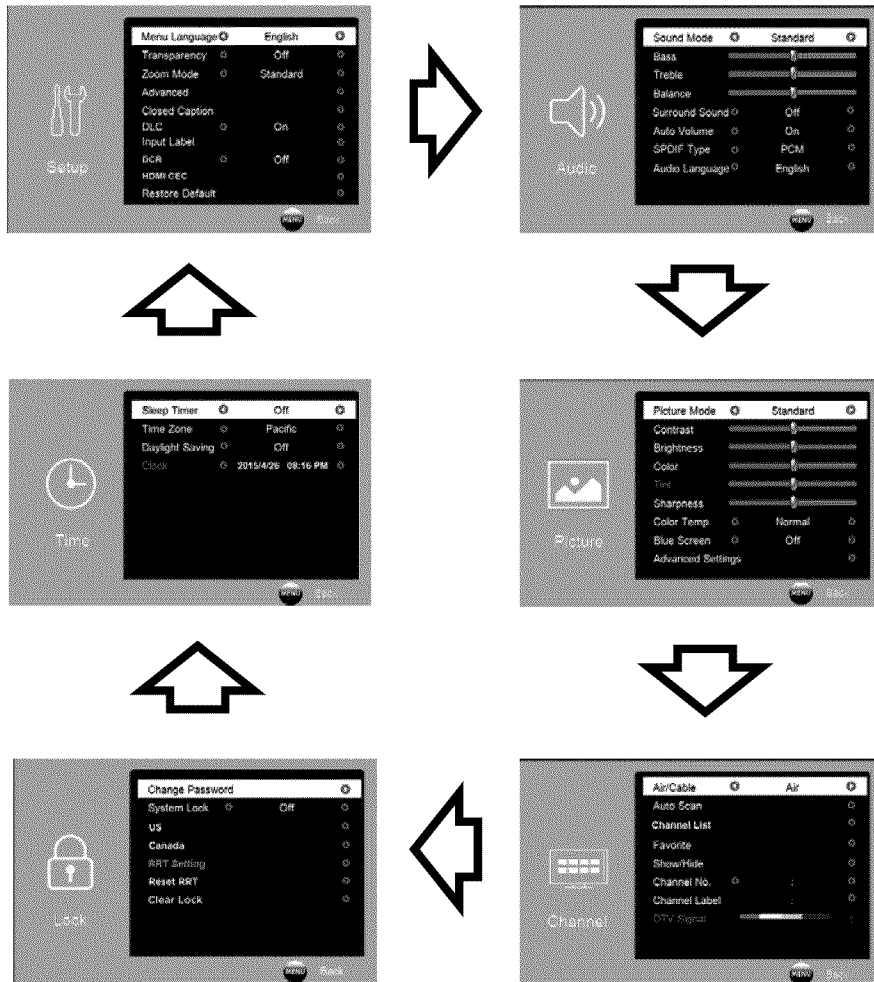 Menu Language English
Transparency Off
Zoom Mode Standard
Advanced
Closed Caption
DLC On
Input Label
DCR Off
HDMI CEC
Restore Default
Setup
MENU Back
Sound Mode Standard
Bass
Treble
Balance
Surround Sound Off
Auto Volume On
SPDIF Type PCM
Audio Language English
Audio
MENU Back
Sleep Timer Off
Time Zone Pacific
Daylight Saving Off
Clock 2015/4/26 08:16 PM
Time
MENU Back
Picture Mode Standard
Contrast
Brightness
Color
Tint
Sharpness
Color Temp. Normal
Blue Screen Off
Advanced Settings
Picture
MENU Back
Change Password
System Lock Off
US
Canada
RRT Setting
Reset RRT
Clear Lock
Lock
MENU Back
Air/Cable Air
Auto Scan
Channel List
Favorite
Show/Hide
Channel No. :
Channel Label :
DTV Signal :
Channel
MENU Back